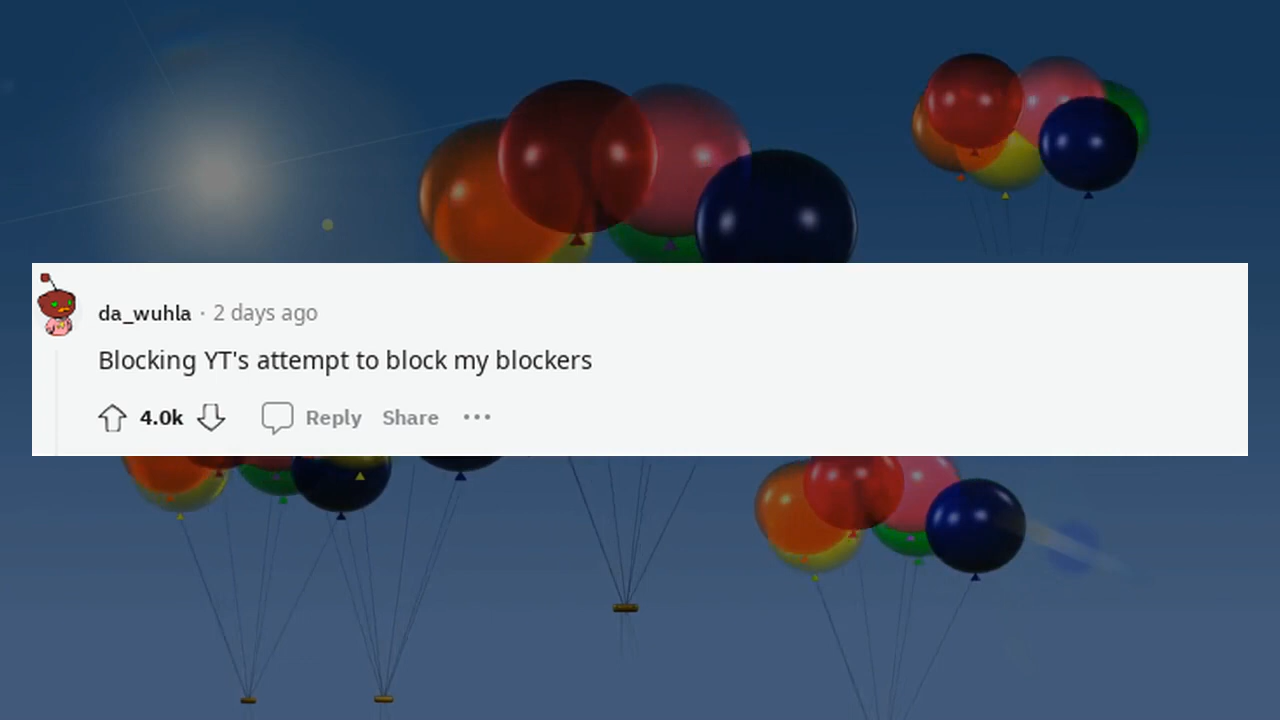 da_wuhla · 2 days ago
Blocking YT's attempt to block my blockers
4.0k Reply Share ···